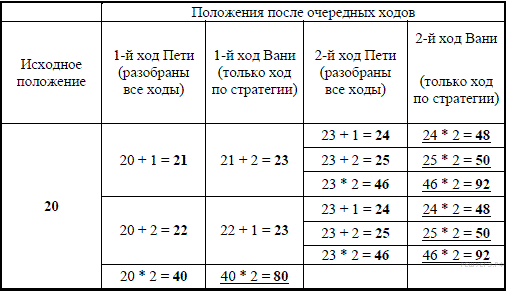 Положения после очередных ходов
Исходное
положение
1-й ход Пети
(разобраны
все ходы)
1-й ход Вани
(только ход
по стратегии)
2-й ход Пети
(разобраны
все ходы)
2-й ход Вани
(только ход
по стратегии)
20
20 + 1 = 21
21 + 2 = 23
23 + 1 = 24
24 * 2 = 48
23 + 2 = 25
25 * 2 = 50
23 * 2 = 46
46 * 2 = 92
20 + 2 = 22
22 + 1 = 23
23 + 1 = 24
24 * 2 = 48
23 + 2 = 25
25 * 2 = 50
23 * 2 = 46
46 * 2 = 92
20 * 2 = 40
40 * 2 = 80